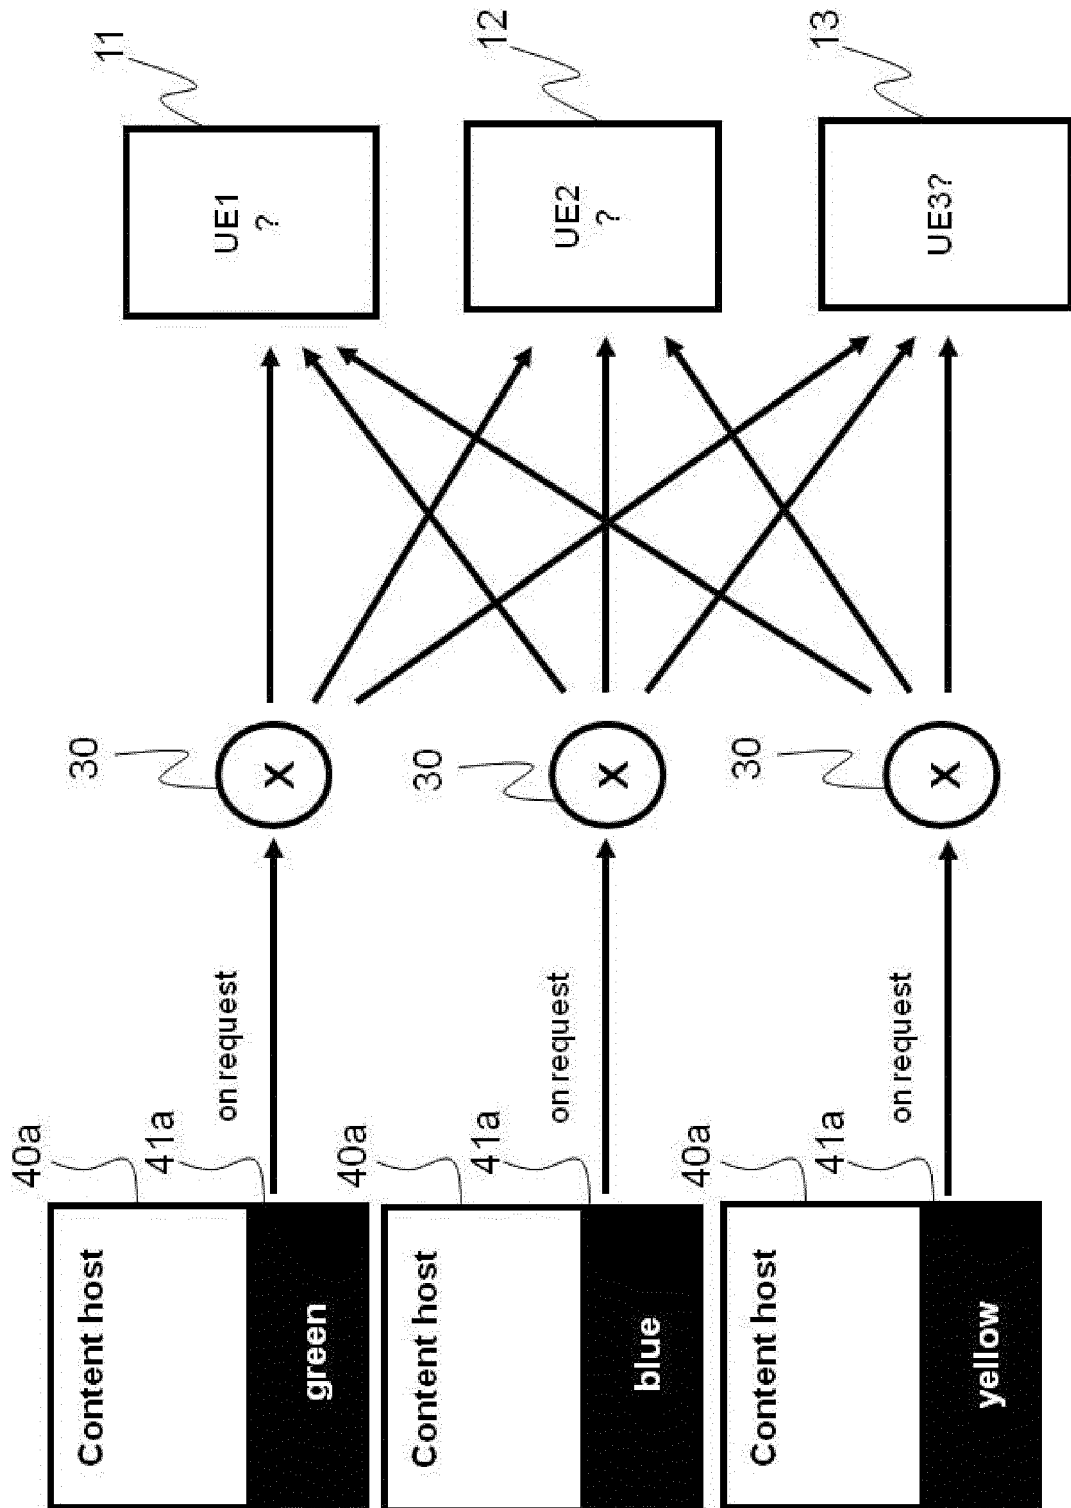 Content host
green
40a
41a
on request
30
X
UE1
?
11
Content host
blue
40a
41a
on request
30
X
UE2
?
12
Content host
yellow
40a
41a
on request
30
X
UE3?
13